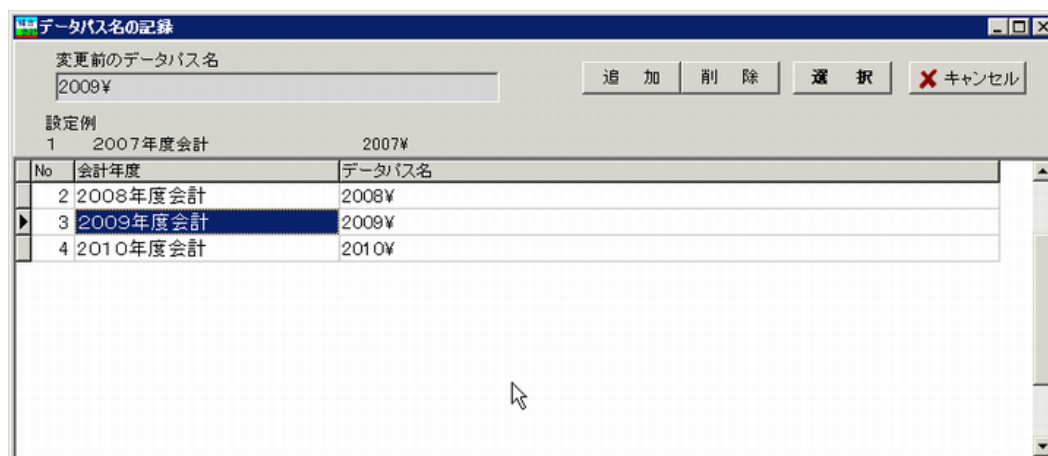 データパス名の記録
変更前のデータパス名
2009¥
追 加 削 除 選 択 キャンセル
設定例
1 2007年度会計 2007¥
No 会計年度 データパス名
2 2008年度会計 2008¥
3 2009年度会計 2009¥
4 2010年度会計 2010¥